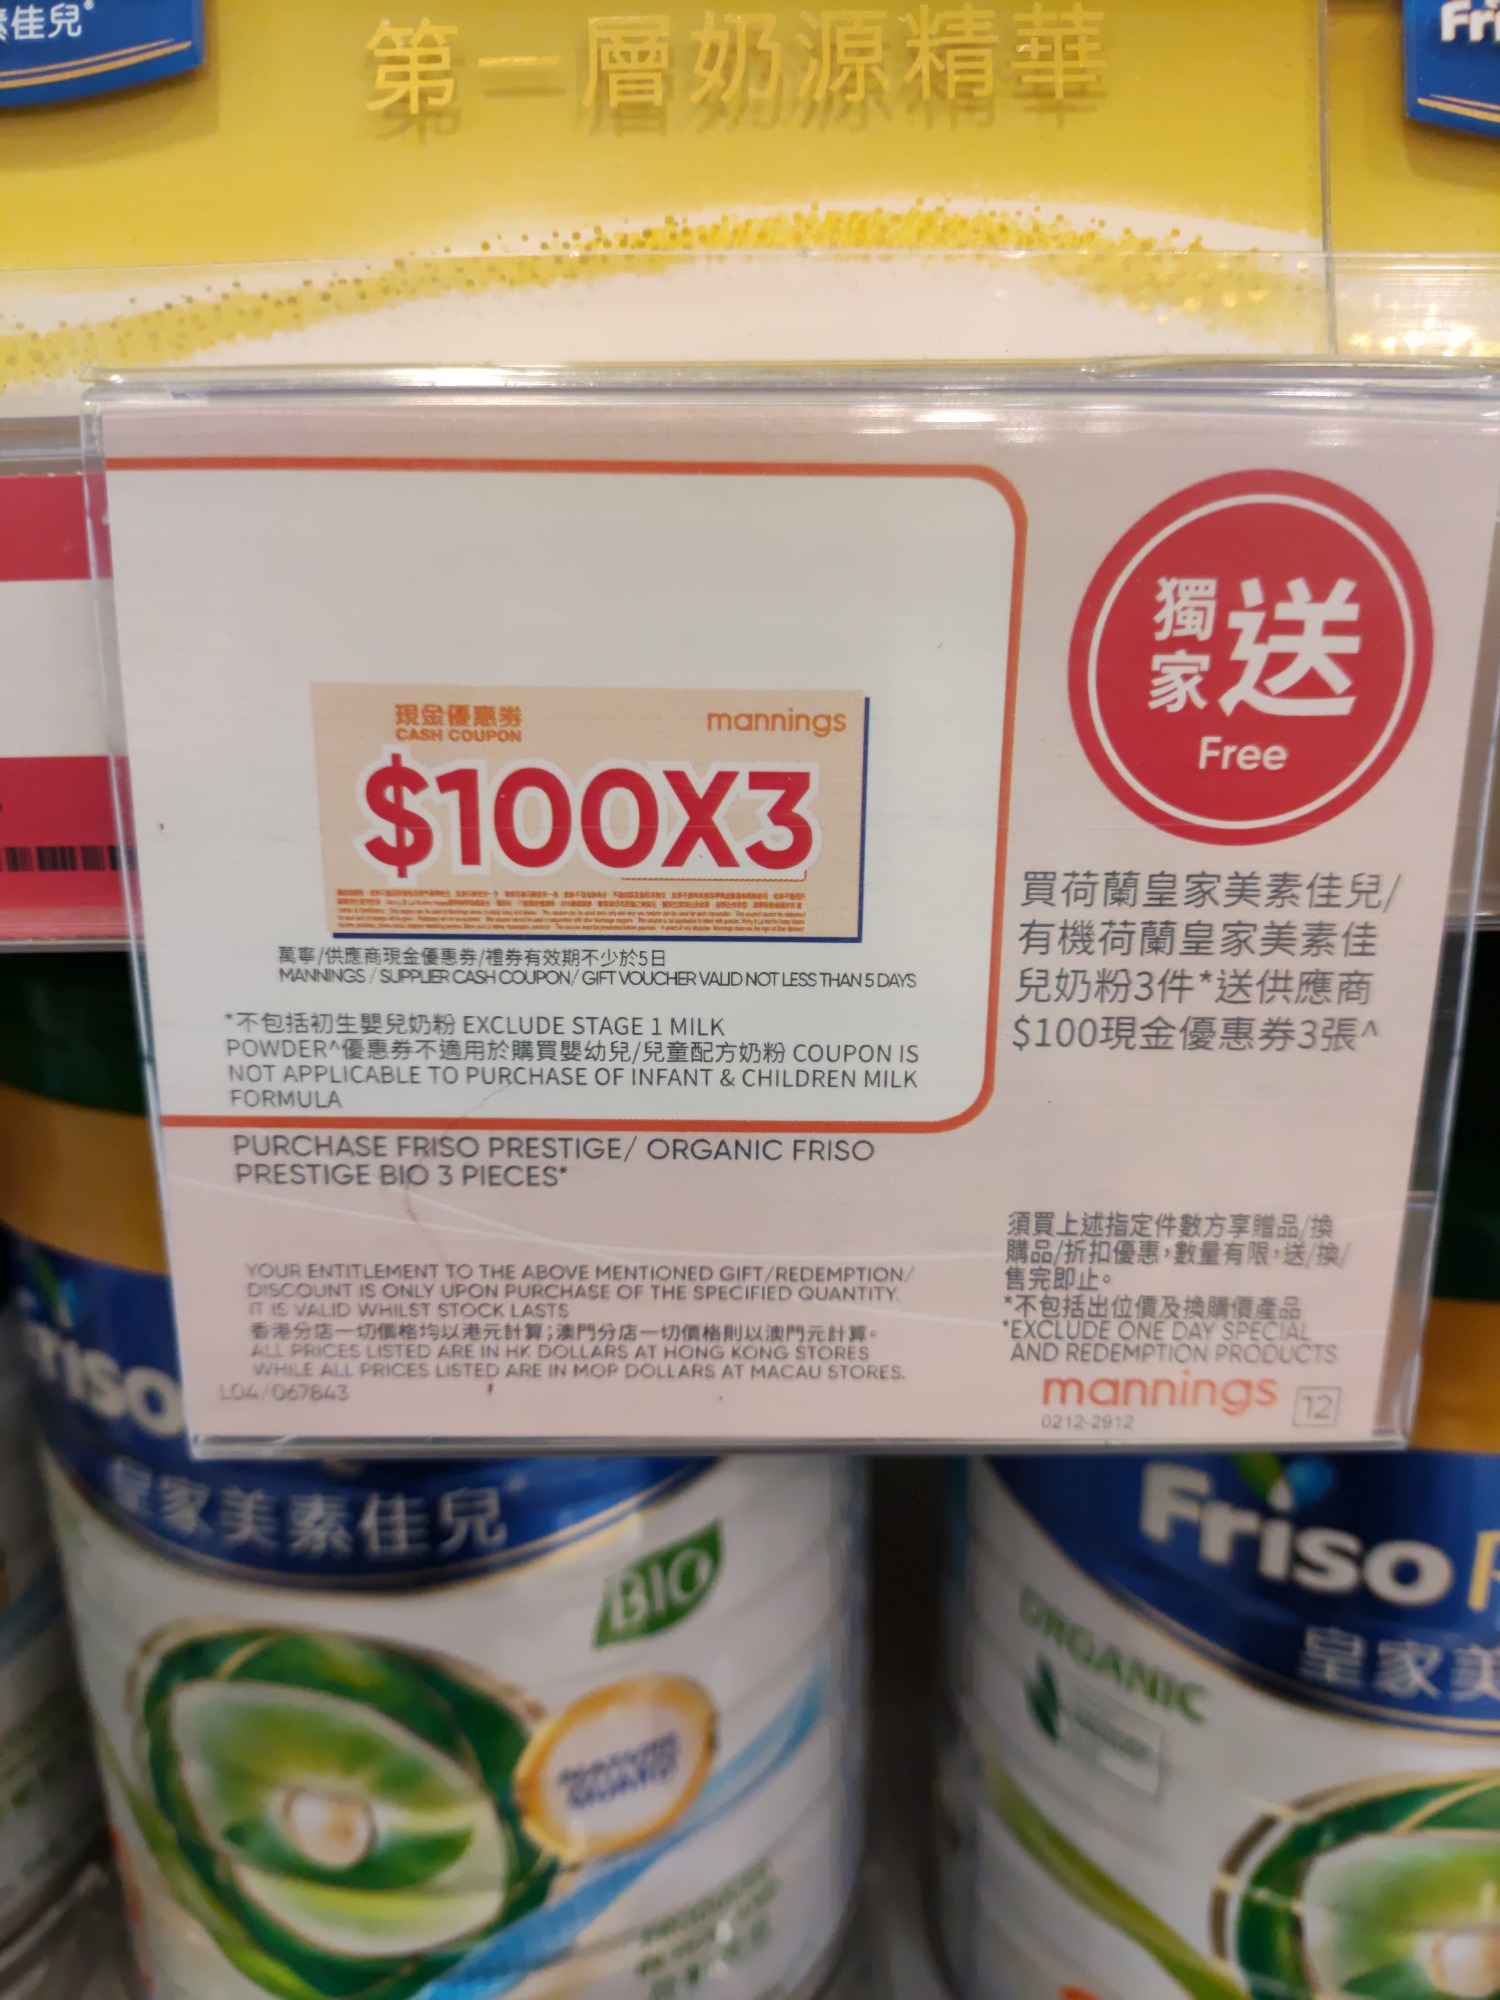 素佳兒
第一層奶源精華
Fri
獨家送
Free
現金優惠券
CASH COUPON
mannings
$100X3
萬寧/供應商現金優惠券/禮券有效期不少於5日
MANNINGS / SUPPLIER CASH COUPON/ GIFT VOUCHER VALID NOT LESS THAN 5 DAYS
*不包括初生嬰兒奶粉 EXCLUDE STAGE 1 MILK
POWDER^優惠券不適用於購買嬰幼兒/兒童配方奶粉 COUPON IS
NOT APPLICABLE TO PURCHASE OF INFANT & CHILDREN MILK
FORMULA
買荷蘭皇家美素佳兒/
有機荷蘭皇家美素佳
兒奶粉3件*送供應商
$100現金優惠券3張^
PURCHASE FRISO PRESTIGE/ ORGANIC FRISO
PRESTIGE BIO 3 PIECES*
YOUR ENTITLEMENT TO THE ABOVE MENTIONED GIFT/REDEMPTION/
DISCOUNT IS ONLY UPON PURCHASE OF THE SPECIFIED QUANTITY.
IT IS VALID WHILST STOCK LASTS
香港分店一切價格均以港元計算;澳門分店一切價格則以澳門元計算。
ALL PRICES LISTED ARE IN HK DOLLARS AT HONG KONG STORES
WHILE ALL PRICES LISTED ARE IN MOP DOLLARS AT MACAU STORES.
L04/067843
須買上述指定件數方享贈品/換
購品/折扣優惠,數量有限,送/換/
售完即止。
*不包括出位價及換購價產品
*EXCLUDE ONE DAY SPECIAL
AND REDEMPTION PRODUCTS
mannings 12
0212-2912
Friso
皇家美素佳兒
BIO
NATURE
GUARD
Friso P
皇家美
ORGANIC